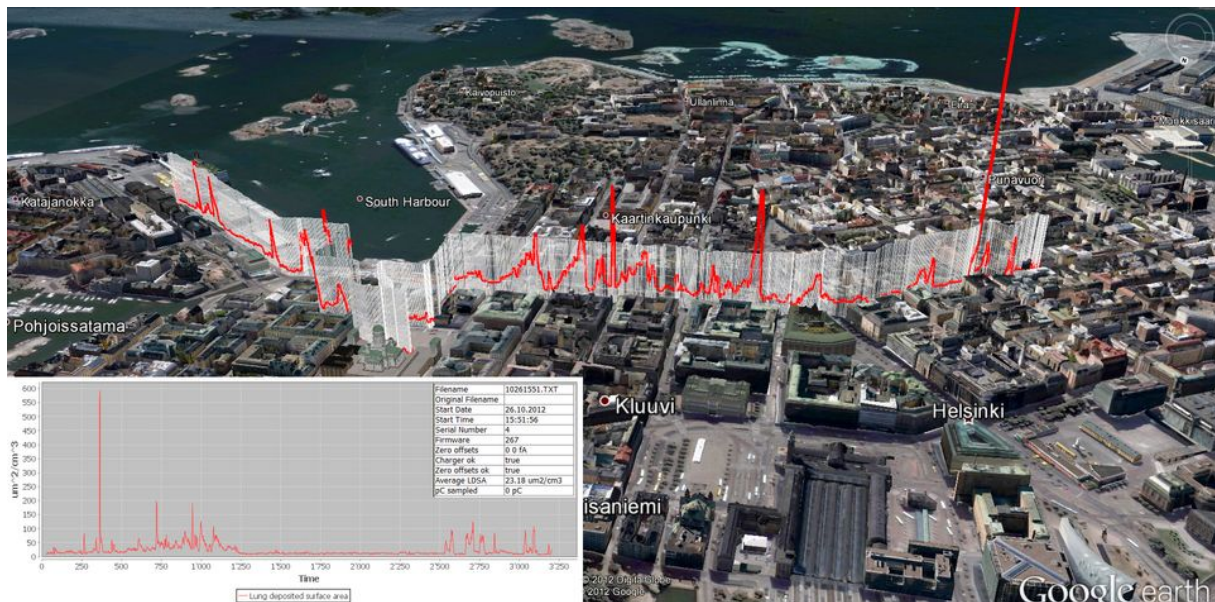 Kaivopuisto
Ullanlinna
Eira
Munkkisaari
N
Katajanokka
South Harbour
Kaartinkaupunki
Punavuori
Pohjoissatama
Kluuvi
Helsinki
isaniemi
um^2/cm^3
600
550
500
450
400
350
300
250
200
150
100
50
0
0 250 500 750 1'000 1'250 1'500 1'750 2'000 2'250 2'500 2'750 3'000 3'250
Time
Lung deposited surface area
Filename 10261551.TXT
Original Filename
Start Date 26.10.2012
Start Time 15:51:56
Serial Number 4
Firmware 267
Zero offsets 0 0 fA
Charger ok true
Zero offsets ok true
Average LDSA 23.18 um2/cm3
pC sampled 0 pC
© 2012 DigitalGlobe
2012 Google
Google earth